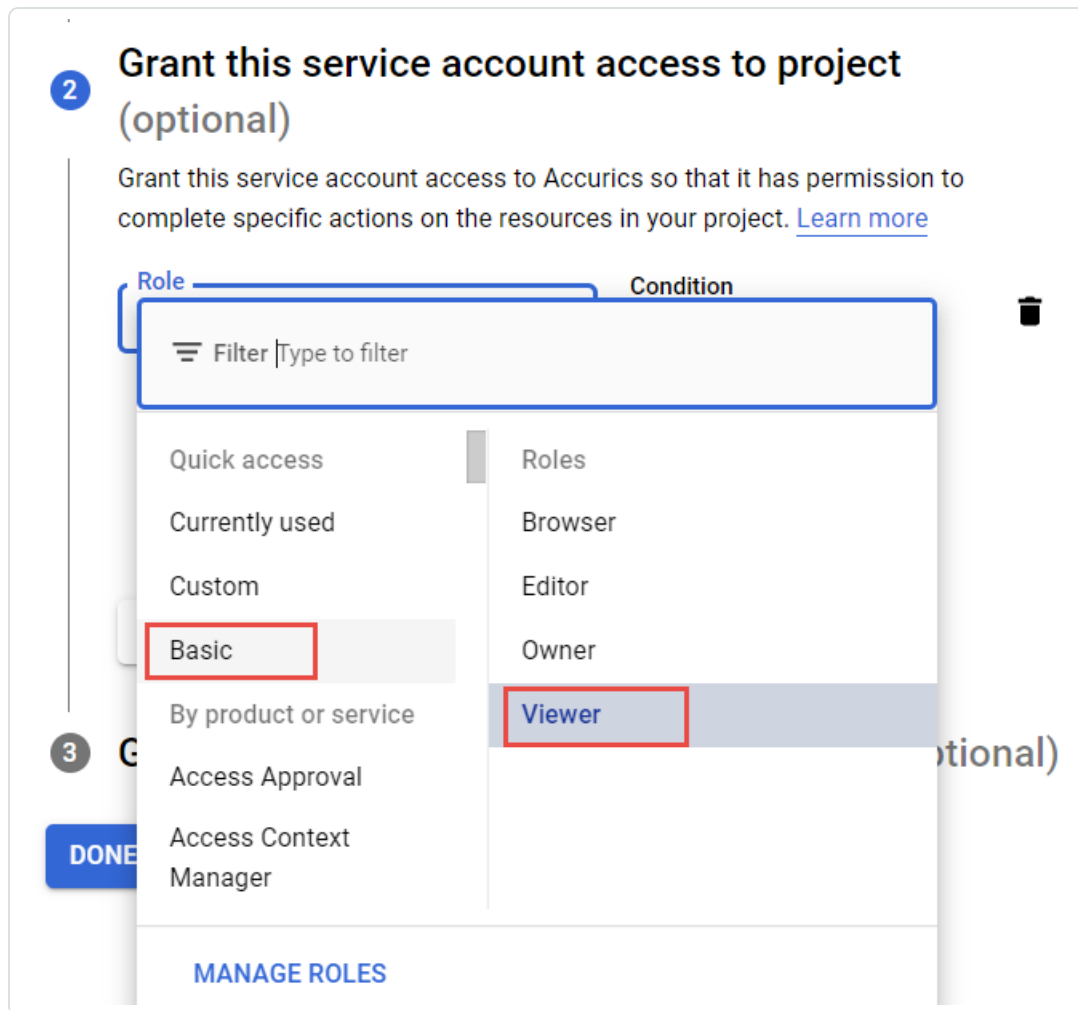 2
Grant this service account access to project
(optional)
Grant this service account access to Accurics so that it has permission to
complete specific actions on the resources in your project. Learn more
Role
Condition
Filter Type to filter
Quick access
Currently used
Custom
Basic
By product or service
Access Approval
Access Context
Manager
Roles
Browser
Editor
Owner
Viewer
3
DONE
MANAGE ROLES